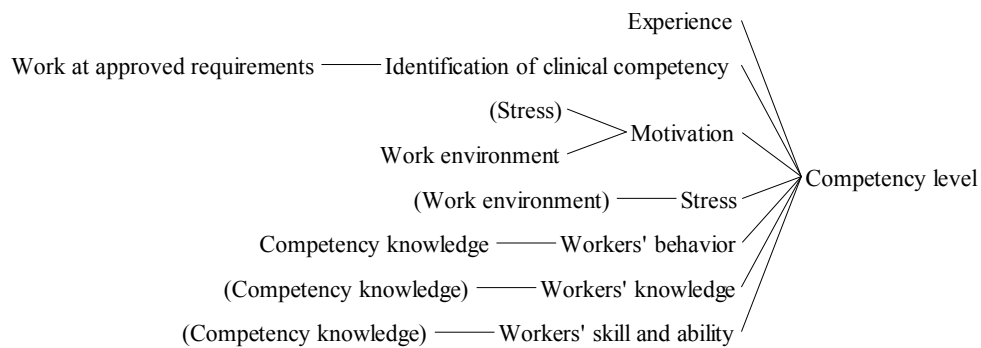 Experience
Work at approved requirements Identification of clinical competency
(Stress)
Motivation
Work environment
Competency level
(Work environment) Stress
Competency knowledge Workers' behavior
(Competency knowledge) Workers' knowledge
(Competency knowledge) Workers' skill and ability